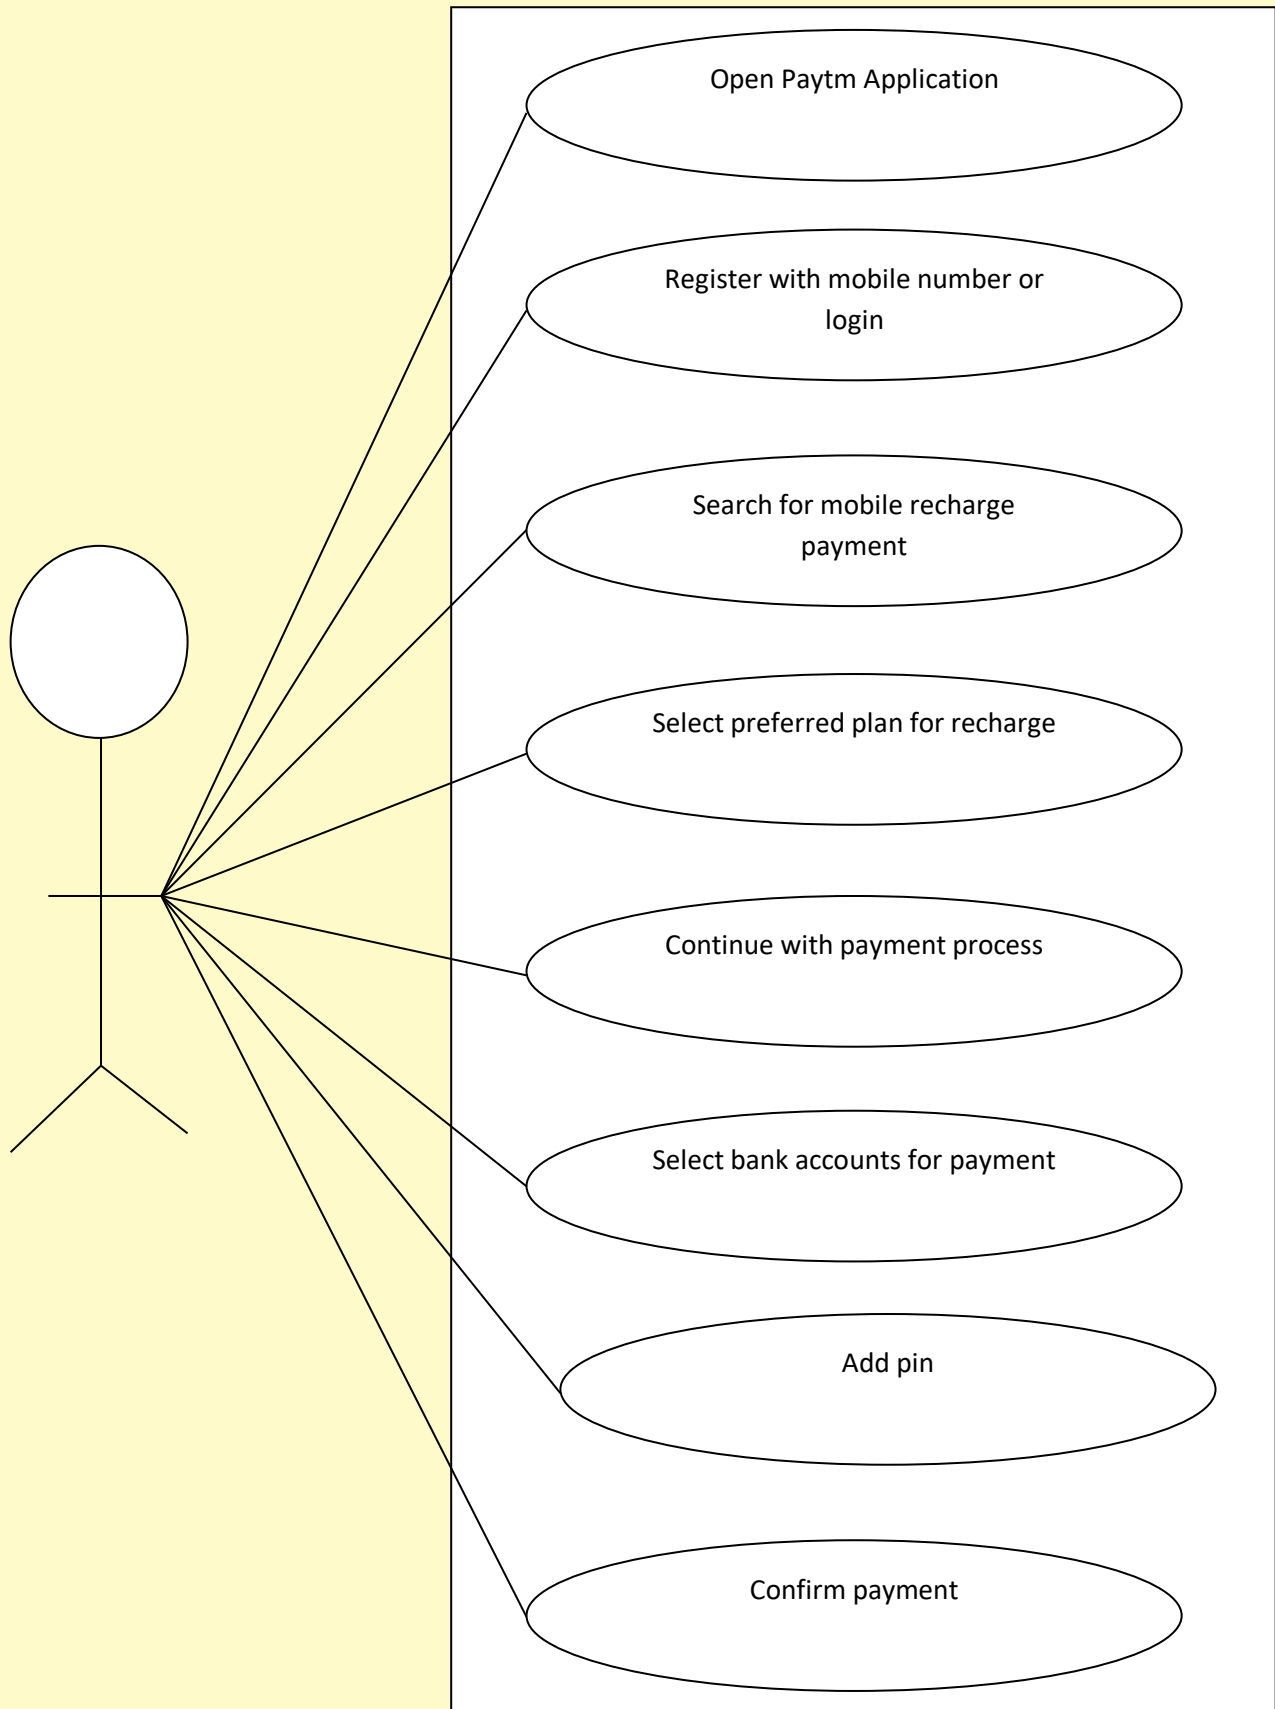 Open Paytm Application
Register with mobile number or
login
Search for mobile recharge
payment
Select preferred plan for recharge
Continue with payment process
Select bank accounts for payment
Add pin
Confirm payment